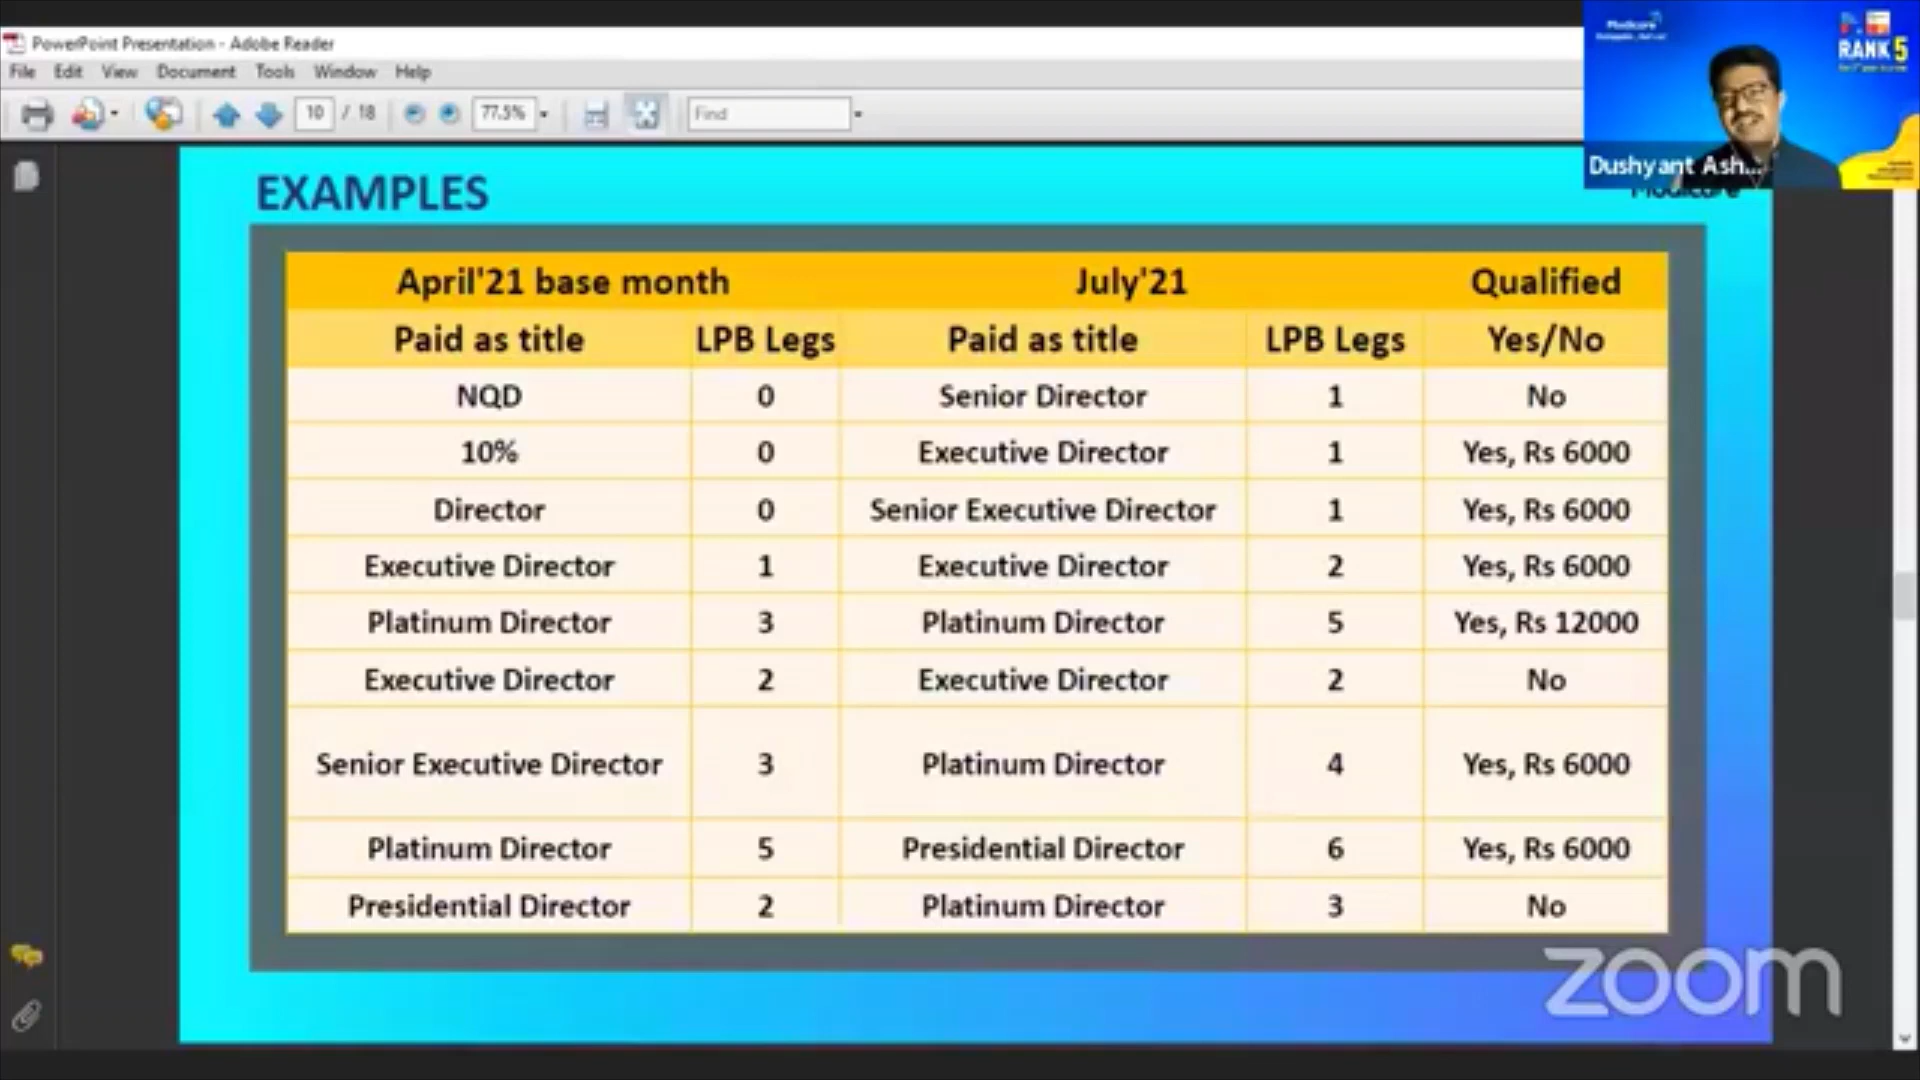 PowerPoint Presentation - Adobe Reader
File Edit View Document Tools Window Help
10 / 18 77.5% Find
Modicare
RANK 5
Dushyant Ash...
EXAMPLES
April'21 base month July'21 Qualified
Paid as title LPB Legs Paid as title LPB Legs Yes/No
NQD 0 Senior Director 1 No
10% 0 Executive Director 1 Yes, Rs 6000
Director 0 Senior Executive Director 1 Yes, Rs 6000
Executive Director 1 Executive Director 2 Yes, Rs 6000
Platinum Director 3 Platinum Director 5 Yes, Rs 12000
Executive Director 2 Executive Director 2 No
Senior Executive Director 3 Platinum Director 4 Yes, Rs 6000
Platinum Director 5 Presidential Director 6 Yes, Rs 6000
Presidential Director 2 Platinum Director 3 No
zoom